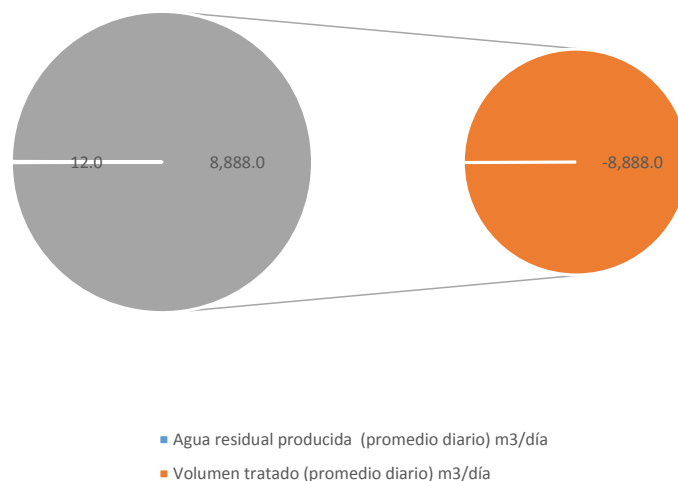 12.0
8,888.0
-8,888.0
Agua residual producida (promedio diario) m3/día
Volumen tratado (promedio diario) m3/día